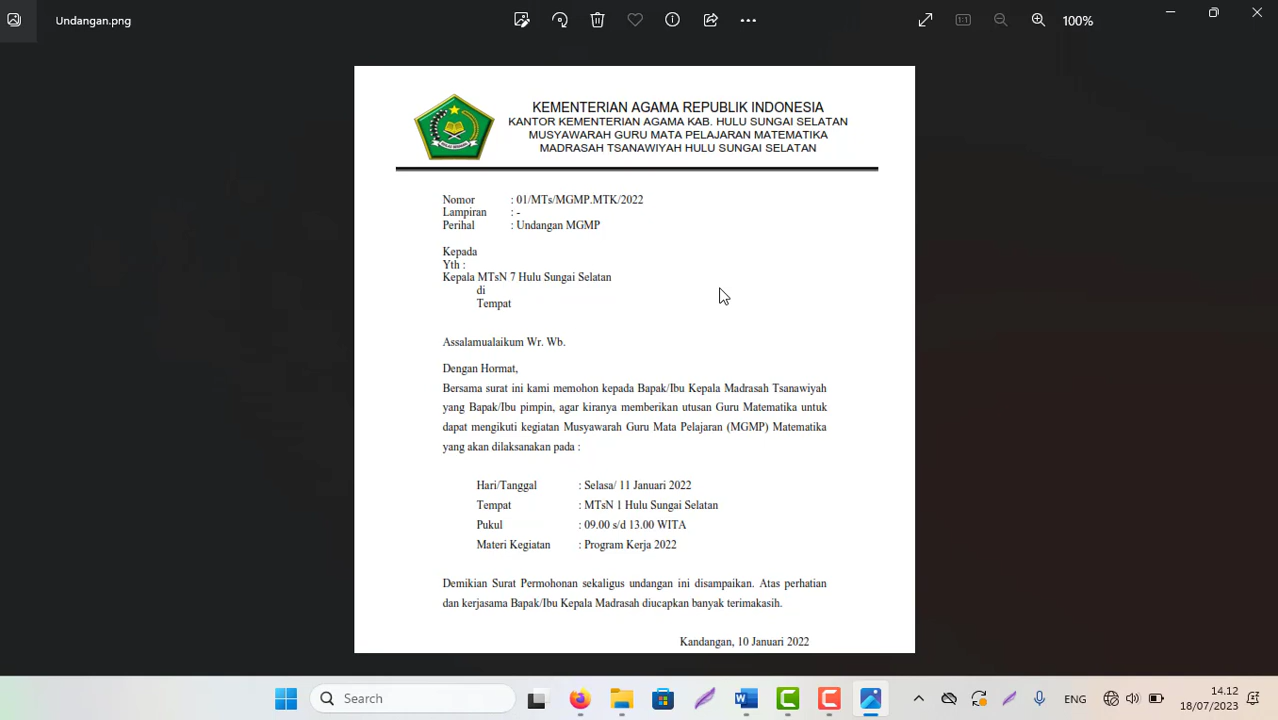 Undangan.png
100%
KEMENTERIAN AGAMA REPUBLIK INDONESIA
KANTOR KEMENTERIAN AGAMA KAB. HULU SUNGAI SELATAN
MUSYAWARAH GURU MATA PELAJARAN MATEMATIKA
MADRASAH TSANAWIYAH HULU SUNGAI SELATAN
Nomor : 01/MTs/MGMP.MTK/2022
Lampiran : -
Perihal : Undangan MGMP
Kepada
Yth :
Kepala MTsN 7 Hulu Sungai Selatan
di
Tempat
Assalamualaikum Wr. Wb.
Dengan Hormat,
Bersama surat ini kami memohon kepada Bapak/Ibu Kepala Madrasah Tsanawiyah
yang Bapak/Ibu pimpin, agar kiranya memberikan utusan Guru Matematika untuk
dapat mengikuti kegiatan Musyawarah Guru Mata Pelajaran (MGMP) Matematika
yang akan dilaksanakan pada :
Hari/Tanggal : Selasa/ 11 Januari 2022
Tempat : MTsN 1 Hulu Sungai Selatan
Pukul : 09.00 s/d 13.00 WITA
Materi Kegiatan : Program Kerja 2022
Demikian Surat Permohonan sekaligus undangan ini disampaikan. Atas perhatian
dan kerjasama Bapak/Ibu Kepala Madrasah diucapkan banyak terimakasih.
Kandangan, 10 Januari 2022
Search
ENG
14.12
18/07/2023